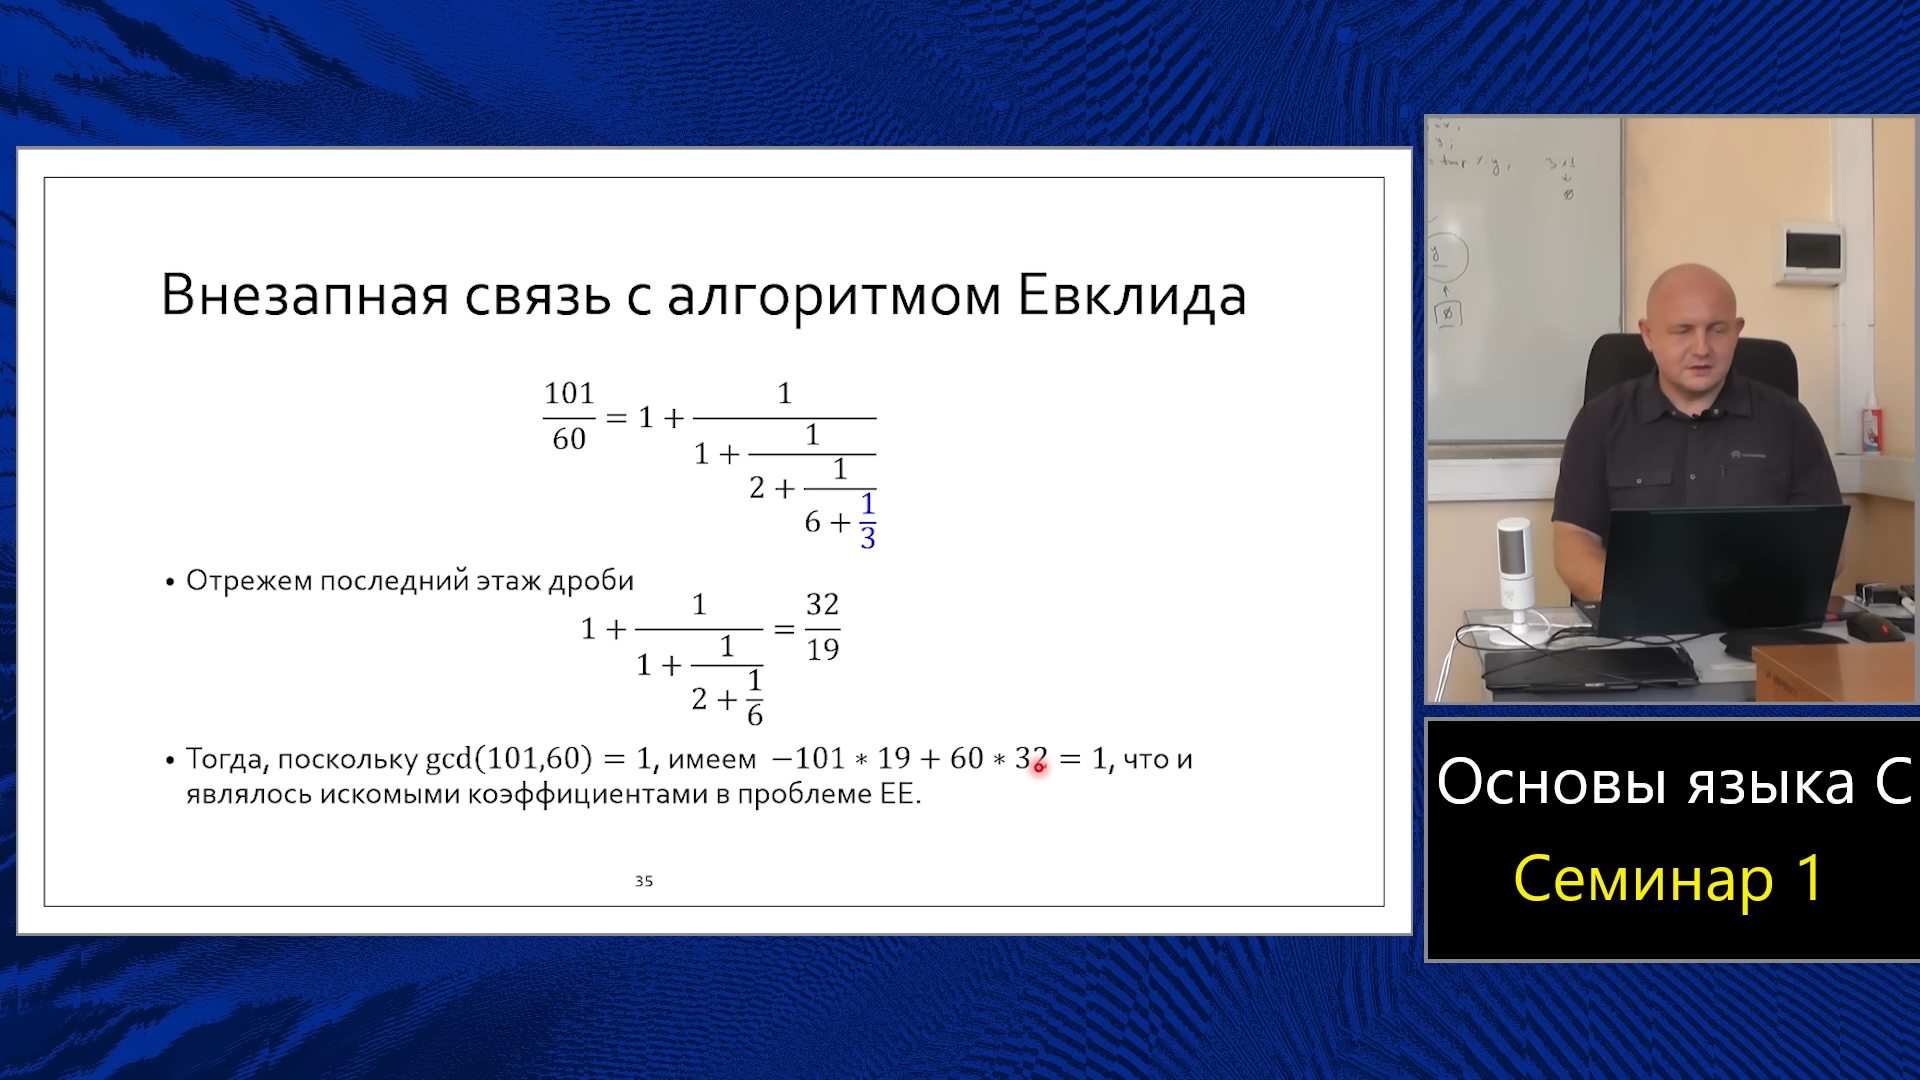 Внезапная связь с алгоритмом Евклида
101/60 = 1 + 1/(1 + 1/(2 + 1/(6 + 1/3)))
• Отрежем последний этаж дроби
1 + 1/(1 + 1/(2 + 1/6)) = 32/19
• Тогда, поскольку gcd(101,60) = 1, имеем −101 ∗ 19 + 60 ∗ 32 = 1, что и
являлось искомыми коэффициентами в проблеме EE.
35
y;
= tmp % y;
y
Основы языка C
Семинар 1